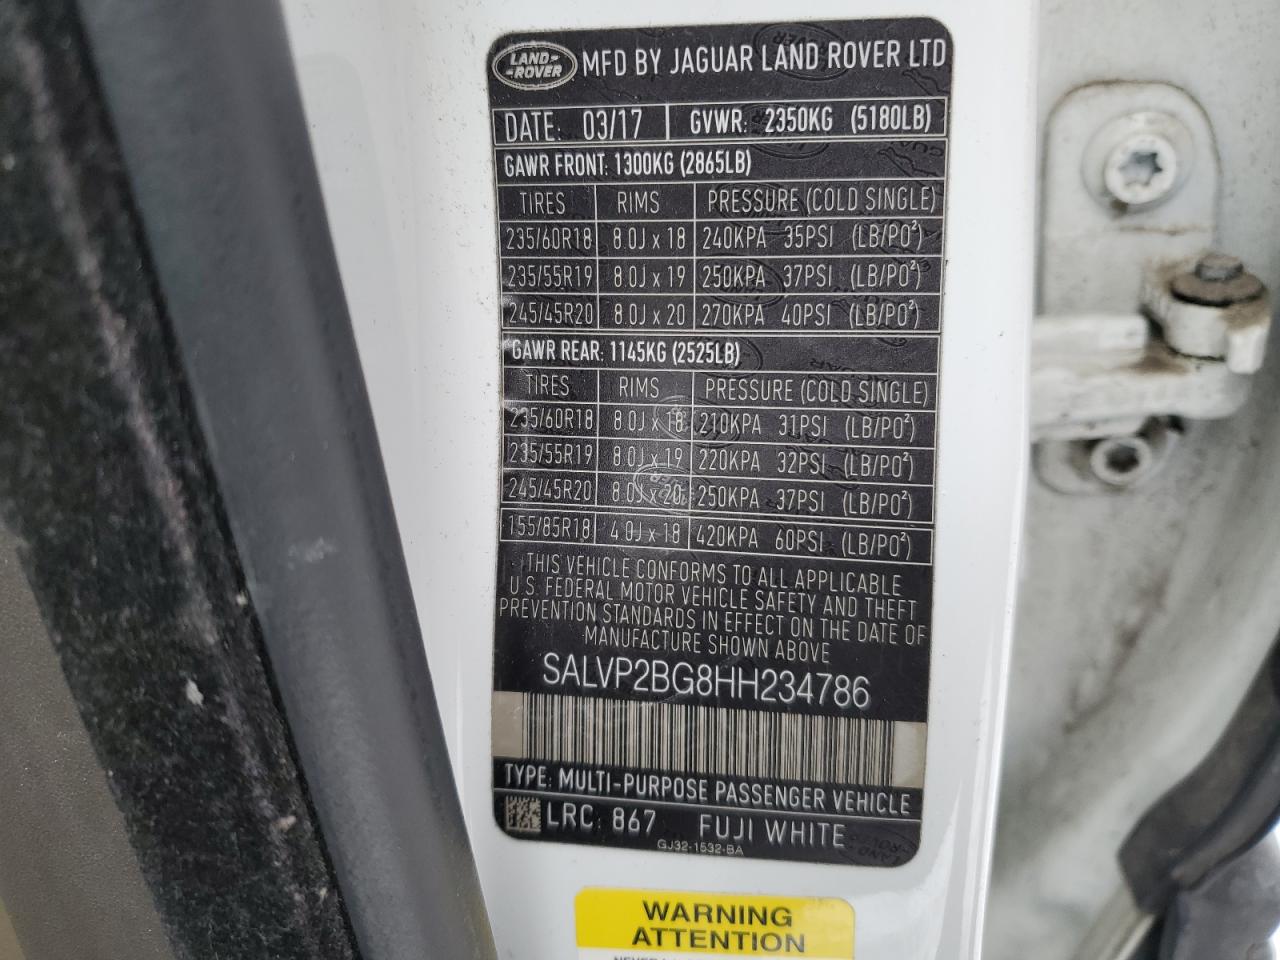 LAND-
-ROVER
MFD BY JAGUAR LAND ROVER LTD
DATE: 03/17 GVWR: 2350KG (5180LB)
GAWR FRONT: 1300KG (2865LB)
TIRES RIMS PRESSURE (COLD SINGLE)
235/60R18 8.0J x 18 240KPA 35PSI (LB/PO²)
235/55R19 8.0J x 19 250KPA 37PSI (LB/PO²)
245/45R20 8.0J x 20 270KPA 40PSI (LB/PO²)
GAWR REAR: 1145KG (2525LB)
TIRES RIMS PRESSURE (COLD SINGLE)
235/60R18 8.0J x 18 210KPA 31PSI (LB/PO²)
235/55R19 8.0J x 19 220KPA 32PSI (LB/PO²)
245/45R20 8.0J x 20 250KPA 37PSI (LB/PO²)
155/85R18 4.0J x 18 420KPA 60PSI (LB/PO²)
THIS VEHICLE CONFORMS TO ALL APPLICABLE
U.S. FEDERAL MOTOR VEHICLE SAFETY AND THEFT
PREVENTION STANDARDS IN EFFECT ON THE DATE OF
MANUFACTURE SHOWN ABOVE
SALVP2BG8HH234786
TYPE: MULTI-PURPOSE PASSENGER VEHICLE
LRC: 867 FUJI WHITE
GJ32-1532-BA
WARNING
ATTENTION